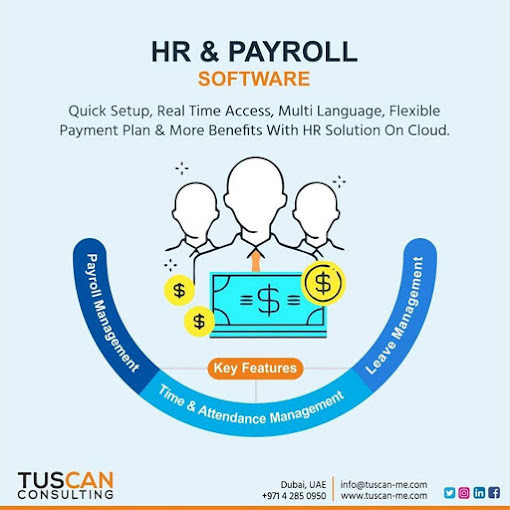 HR & PAYROLL
SOFTWARE
Quick Setup, Real Time Access, Multi Language, Flexible
Payment Plan & More Benefits With HR Solution On Cloud.
$
$
$
$
Payroll Management
Time & Attendance Management
Leave Management
Key Features
TUSCAN
CONSULTING
Dubai, UAE
+971 4 285 0950
info@tuscan-me.com
www.tuscan-me.com